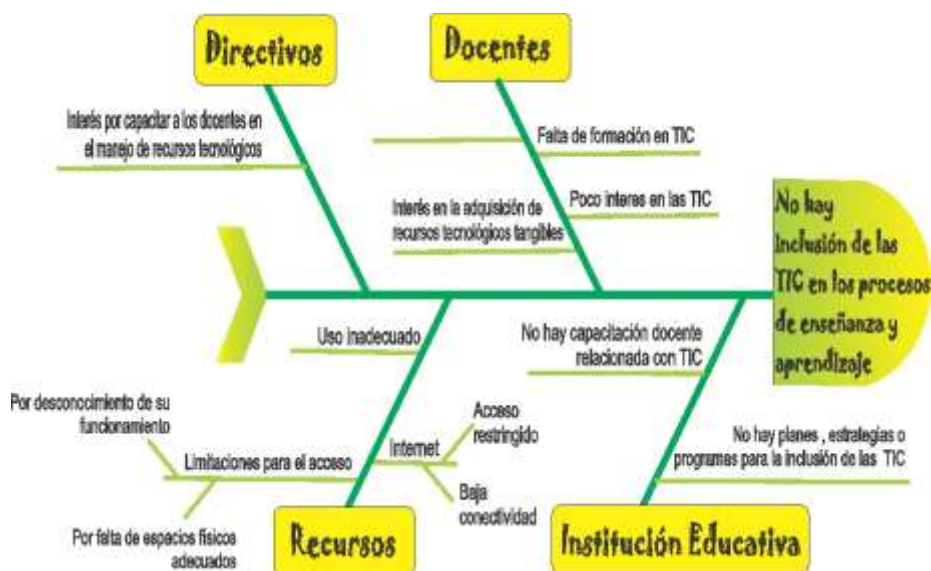 Directivos
Docentes
Interés por capacitar a los docentes en
el manejo de recursos tecnológicos
Falta de formación en TIC
Interés en la adquisición de
recursos tecnológicos tangibles
Poco interes en las TIC
No hay
inclusión de las
TIC en los procesos
de enseñanza y
aprendizaje
Uso inadecuado
Por desconocimiento de su
funcionamiento
Limitaciones para el acceso
Por falta de espacios físicos
adecuados
Internet
Acceso
restringido
Baja
conectividad
Recursos
No hay capacitación docente
relacionada con TIC
No hay planes , estrategias o
programas para la inclusión de las TIC
Institución Educativa